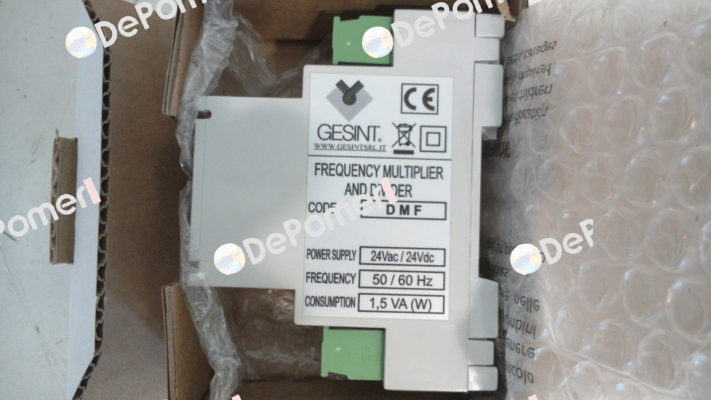 DePomerI
DePomerI
GESINT.
WWW.GESINTSRL.IT
CE
FREQUENCY MULTIPLIER
AND DIVIDER
CODE DMF
POWER SUPPLY 24Vac / 24Vdc
FREQUENCY 50 / 60 Hz
CONSUMPTION 1,5 VA (W)
DePomerI
DePomerI
DePom